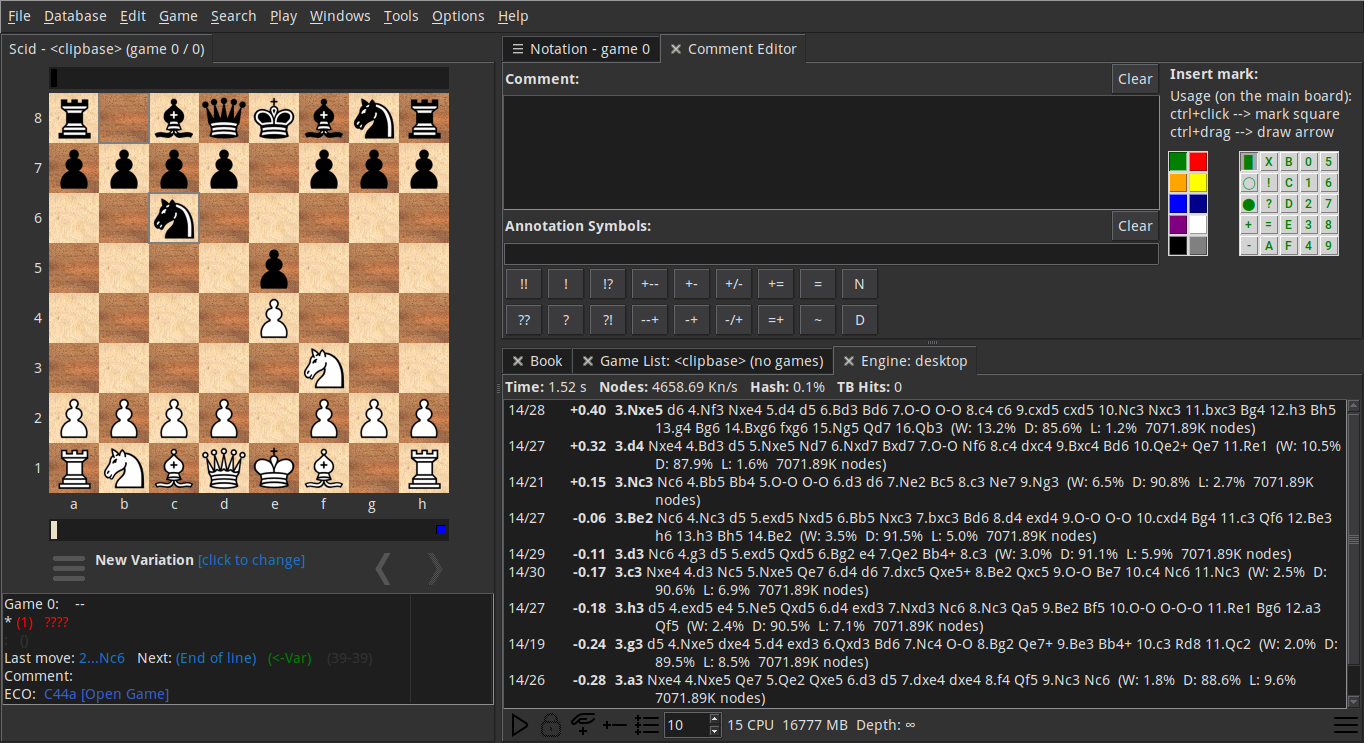 File Database Edit Game Search Play Windows Tools Options Help
Scid - <clipbase> (game 0 / 0)
8
7
6
5
4
3
2
1
a b c d e f g h
New Variation [click to change]
Game 0: --
* (1) ????
: ()
Last move: 2...Nc6 Next: (End of line) (<-Var) (39-39)
Comment:
ECO: C44a [Open Game]
☰ Notation - game 0 ✕ Comment Editor
Comment: Clear
Annotation Symbols: Clear
!! ! !? +-- +- +/- += = N
?? ? ?! --+ -+ -/+ =+ ~ D
Insert mark:
Usage (on the main board):
ctrl+click --> mark square
ctrl+drag --> draw arrow
X B 0 5
! C 1 6
? D 2 7
+ = E 3 8
- A F 4 9
✕ Book ✕ Game List: <clipbase> (no games) ✕ Engine: desktop
Time: 1.52 s Nodes: 4658.69 Kn/s Hash: 0.1% TB Hits: 0
14/28 +0.40 3.Nxe5 d6 4.Nf3 Nxe4 5.d4 d5 6.Bd3 Bd6 7.O-O O-O 8.c4 c6 9.cxd5 cxd5 10.Nc3 Nxc3 11.bxc3 Bg4 12.h3 Bh5
13.g4 Bg6 14.Bxg6 fxg6 15.Ng5 Qd7 16.Qb3 (W: 13.2% D: 85.6% L: 1.2% 7071.89K nodes)
14/27 +0.32 3.d4 Nxe4 4.Bd3 d5 5.Nxe5 Nd7 6.Nxd7 Bxd7 7.O-O Nf6 8.c4 dxc4 9.Bxc4 Bd6 10.Qe2+ Qe7 11.Re1 (W: 10.5%
D: 87.9% L: 1.6% 7071.89K nodes)
14/21 +0.15 3.Nc3 Nc6 4.Bb5 Bb4 5.O-O O-O 6.d3 d6 7.Ne2 Bc5 8.c3 Ne7 9.Ng3 (W: 6.5% D: 90.8% L: 2.7% 7071.89K
nodes)
14/27 -0.06 3.Be2 Nc6 4.Nc3 d5 5.exd5 Nxd5 6.Bb5 Nxc3 7.bxc3 Bd6 8.d4 exd4 9.O-O O-O 10.cxd4 Bg4 11.c3 Qf6 12.Be3
h6 13.h3 Bh5 14.Be2 (W: 3.5% D: 91.5% L: 5.0% 7071.89K nodes)
14/29 -0.11 3.d3 Nc6 4.g3 d5 5.exd5 Qxd5 6.Bg2 e4 7.Qe2 Bb4+ 8.c3 (W: 3.0% D: 91.1% L: 5.9% 7071.89K nodes)
14/30 -0.17 3.c3 Nxe4 4.d3 Nc5 5.Nxe5 Qe7 6.d4 d6 7.dxc5 Qxe5+ 8.Be2 Qxc5 9.O-O Be7 10.c4 Nc6 11.Nc3 (W: 2.5% D:
90.6% L: 6.9% 7071.89K nodes)
14/27 -0.18 3.h3 d5 4.exd5 e4 5.Ne5 Qxd5 6.d4 exd3 7.Nxd3 Nc6 8.Nc3 Qa5 9.Be2 Bf5 10.O-O O-O-O 11.Re1 Bg6 12.a3
Qf5 (W: 2.4% D: 90.5% L: 7.1% 7071.89K nodes)
14/19 -0.24 3.g3 d5 4.Nxe5 dxe4 5.d4 exd3 6.Qxd3 Bd6 7.Nc4 O-O 8.Bg2 Qe7+ 9.Be3 Bb4+ 10.c3 Rd8 11.Qc2 (W: 2.0% D:
89.5% L: 8.5% 7071.89K nodes)
14/26 -0.28 3.a3 Nxe4 4.Nxe5 Qe7 5.Qe2 Qxe5 6.d3 d5 7.dxe4 dxe4 8.f4 Qf5 9.Nc3 Nc6 (W: 1.8% D: 88.6% L: 9.6%
7071.89K nodes)
10 15 CPU 16777 MB Depth: ∞